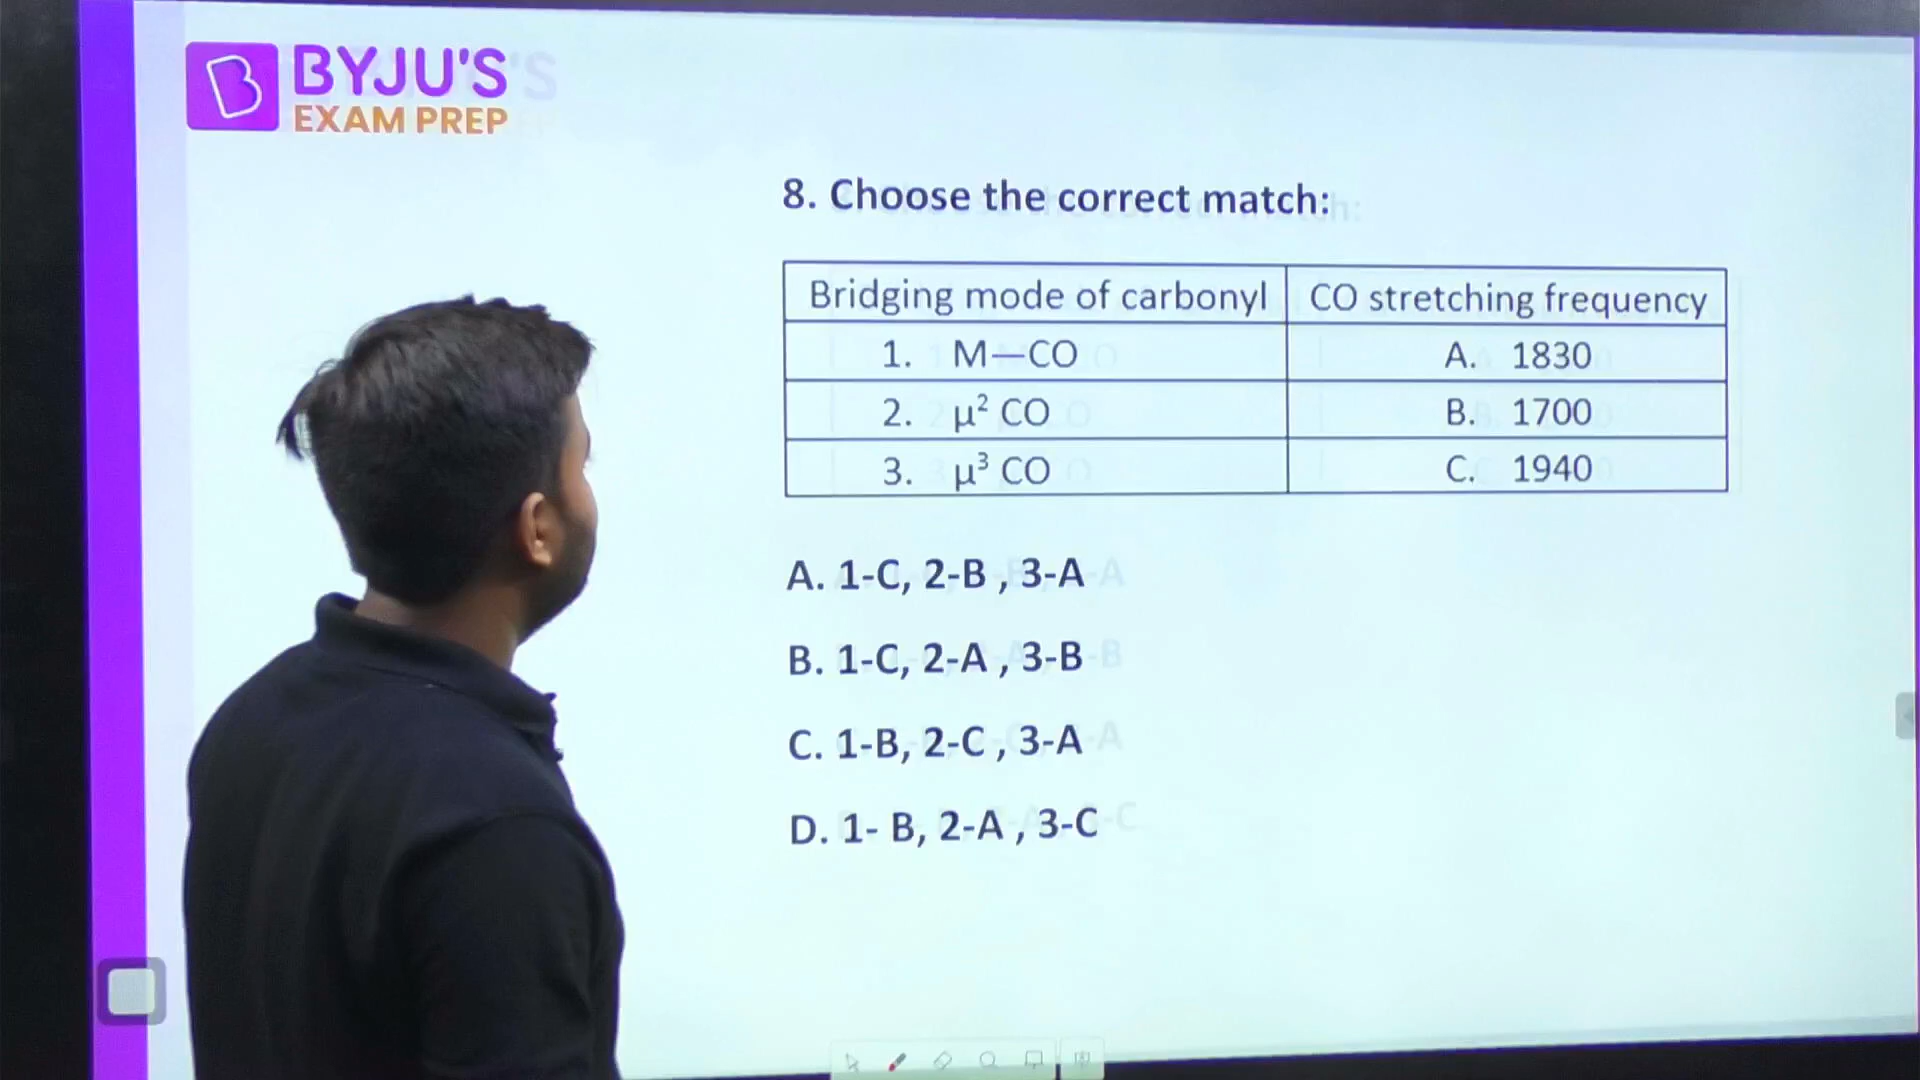 BYJU'S
EXAM PREP
8. Choose the correct match:
Bridging mode of carbonyl CO stretching frequency
1. M—CO A. 1830
2. μ² CO B. 1700
3. μ³ CO C. 1940
A. 1-C, 2-B , 3-A
B. 1-C, 2-A , 3-B
C. 1-B, 2-C , 3-A
D. 1- B, 2-A , 3-C